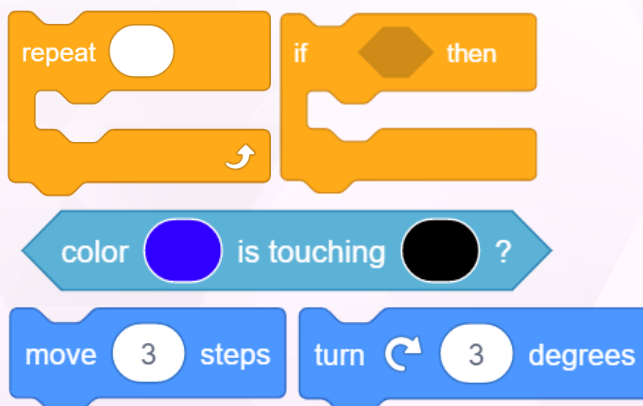 repeat
if then
color is touching ?
move 3 steps
turn 3 degrees